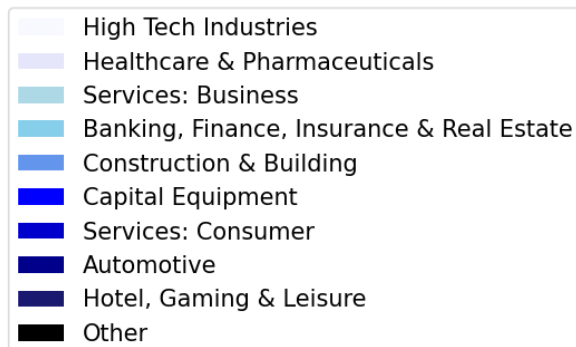 High Tech Industries
Healthcare & Pharmaceuticals
Services: Business
Banking, Finance, Insurance & Real Estate
Construction & Building
Capital Equipment
Services: Consumer
Automotive
Hotel, Gaming & Leisure
Other